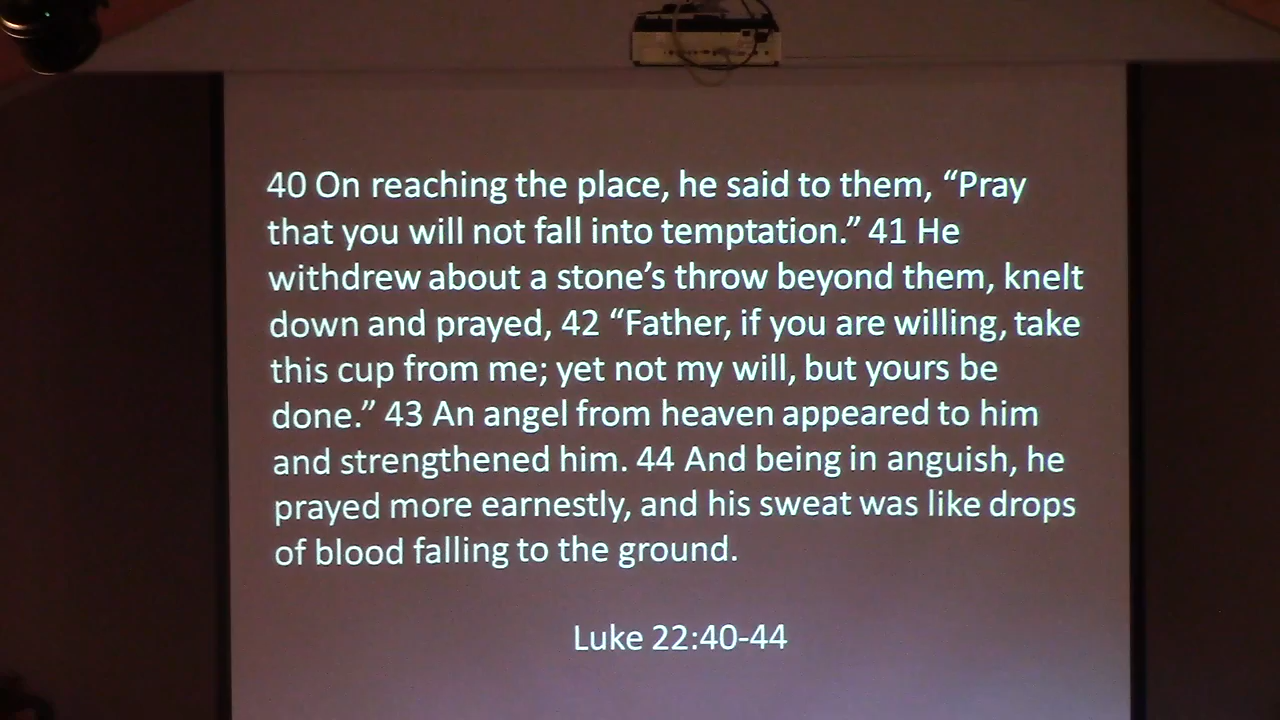 40 On reaching the place, he said to them, “Pray
that you will not fall into temptation.” 41 He
withdrew about a stone’s throw beyond them, knelt
down and prayed, 42 “Father, if you are willing, take
this cup from me; yet not my will, but yours be
done.” 43 An angel from heaven appeared to him
and strengthened him. 44 And being in anguish, he
prayed more earnestly, and his sweat was like drops
of blood falling to the ground.
Luke 22:40-44